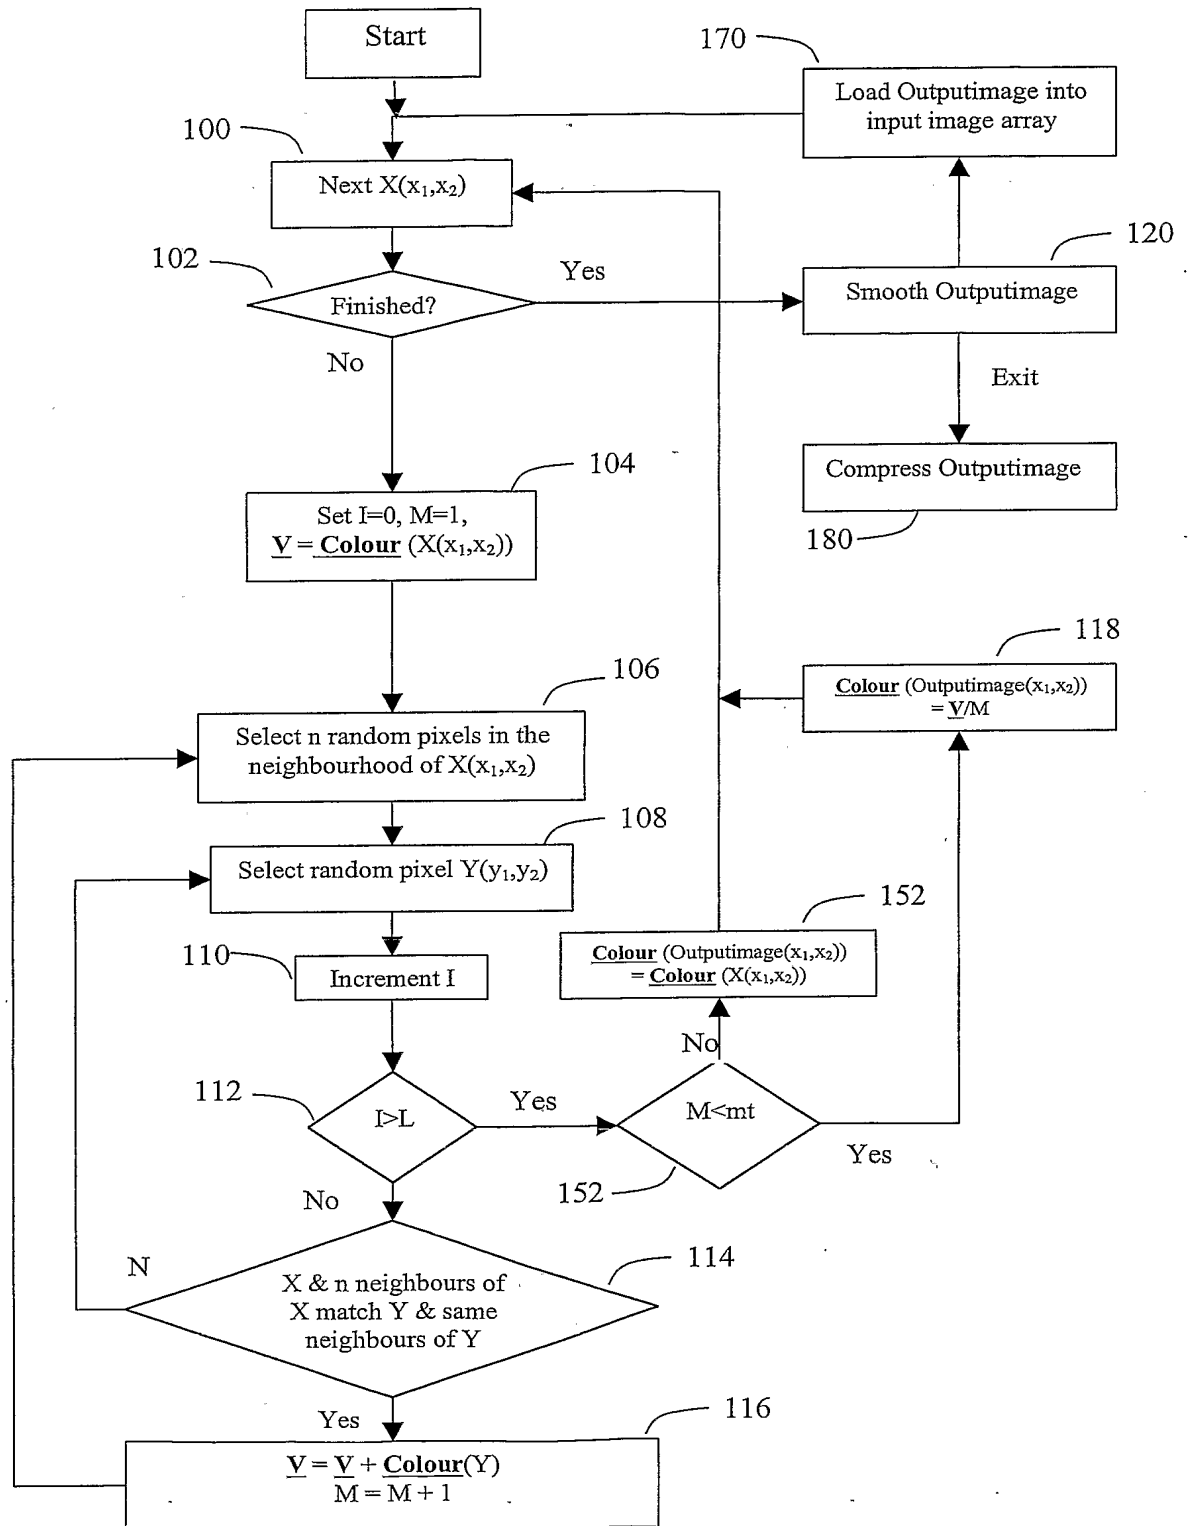 Start
170
Load Outputimage into
input image array
100
Next X(x₁,x₂)
120
Smooth Outputimage
102
Finished?
Yes
No
Exit
Compress Outputimage
180
104
Set I=0, M=1,
V = Colour (X(x₁,x₂))
118
Colour (Outputimage(x₁,x₂))
= V/M
106
Select n random pixels in the
neighbourhood of X(x₁,x₂)
108
Select random pixel Y(y₁,y₂)
152
Colour (Outputimage(x₁,x₂))
= Colour (X(x₁,x₂))
110
Increment I
No
112
I>L
Yes
M<mt
Yes
152
No
N
114
X & n neighbours of
X match Y & same
neighbours of Y
Yes
116
V = V + Colour(Y)
M = M + 1